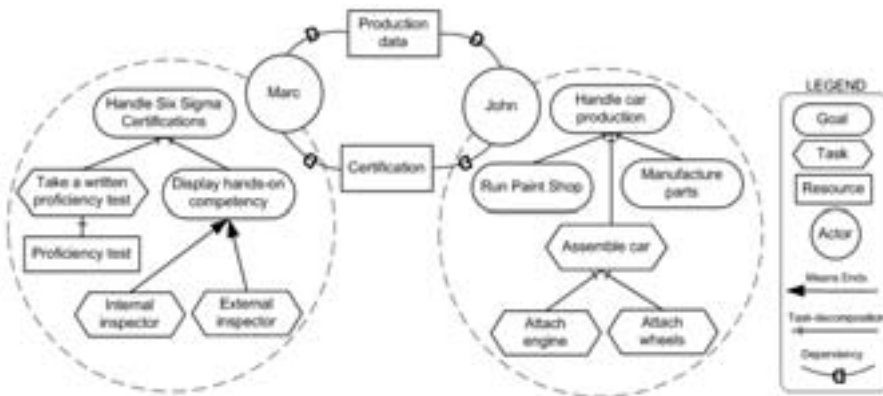 Production
data
Marc
John
Certification
Handle Six Sigma
Certifications
Take a written
proficiency test
Display hands-on
competency
Proficiency test
Internal
inspector
External
inspector
Handle car
production
Run Paint Shop
Manufacture
parts
Assemble car
Attach
engine
Attach
wheels
LEGEND
Goal
Task
Resource
Actor
Means Ends
Task-decomposition
Dependency